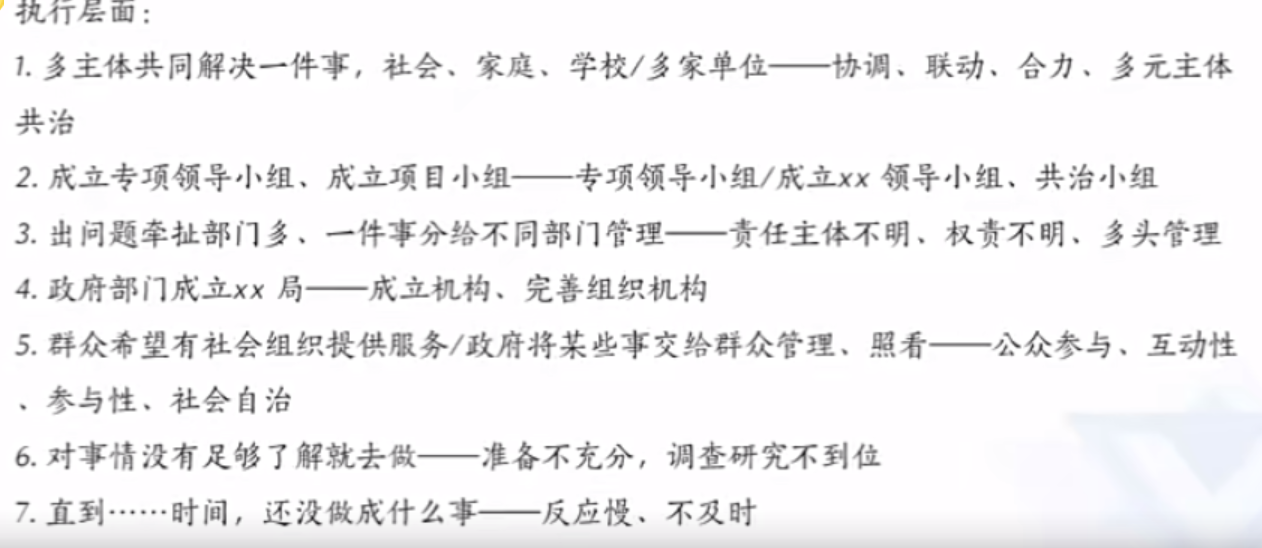 执行层面：
1. 多主体共同解决一件事，社会、家庭、学校/多家单位——协调、联动、合力、多元主体
共治
2. 成立专项领导小组、成立项目小组——专项领导小组/成立xx 领导小组、共治小组
3. 出问题牵扯部门多、一件事分给不同部门管理——责任主体不明、权责不明、多头管理
4. 政府部门成立xx 局——成立机构、完善组织机构
5. 群众希望有社会组织提供服务/政府将某些事交给群众管理、照看——公众参与、互动性
、参与性、社会自治
6. 对事情没有足够了解就去做——准备不充分，调查研究不到位
7. 直到……时间，还没做成什么事——反应慢、不及时